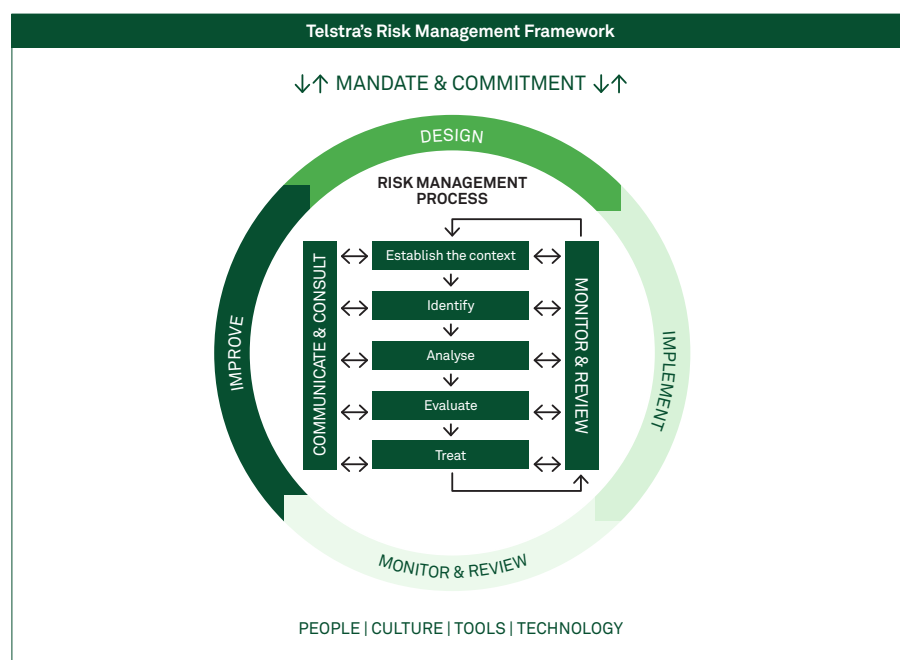 Telstra's Risk Management Framework
↓↑ MANDATE & COMMITMENT ↓↑
DESIGN
RISK MANAGEMENT
PROCESS
Establish the context
Identify
Analyse
Evaluate
Treat
COMMUNICATE & CONSULT
MONITOR & REVIEW
IMPROVE
IMPLEMENT
MONITOR & REVIEW
PEOPLE | CULTURE | TOOLS | TECHNOLOGY